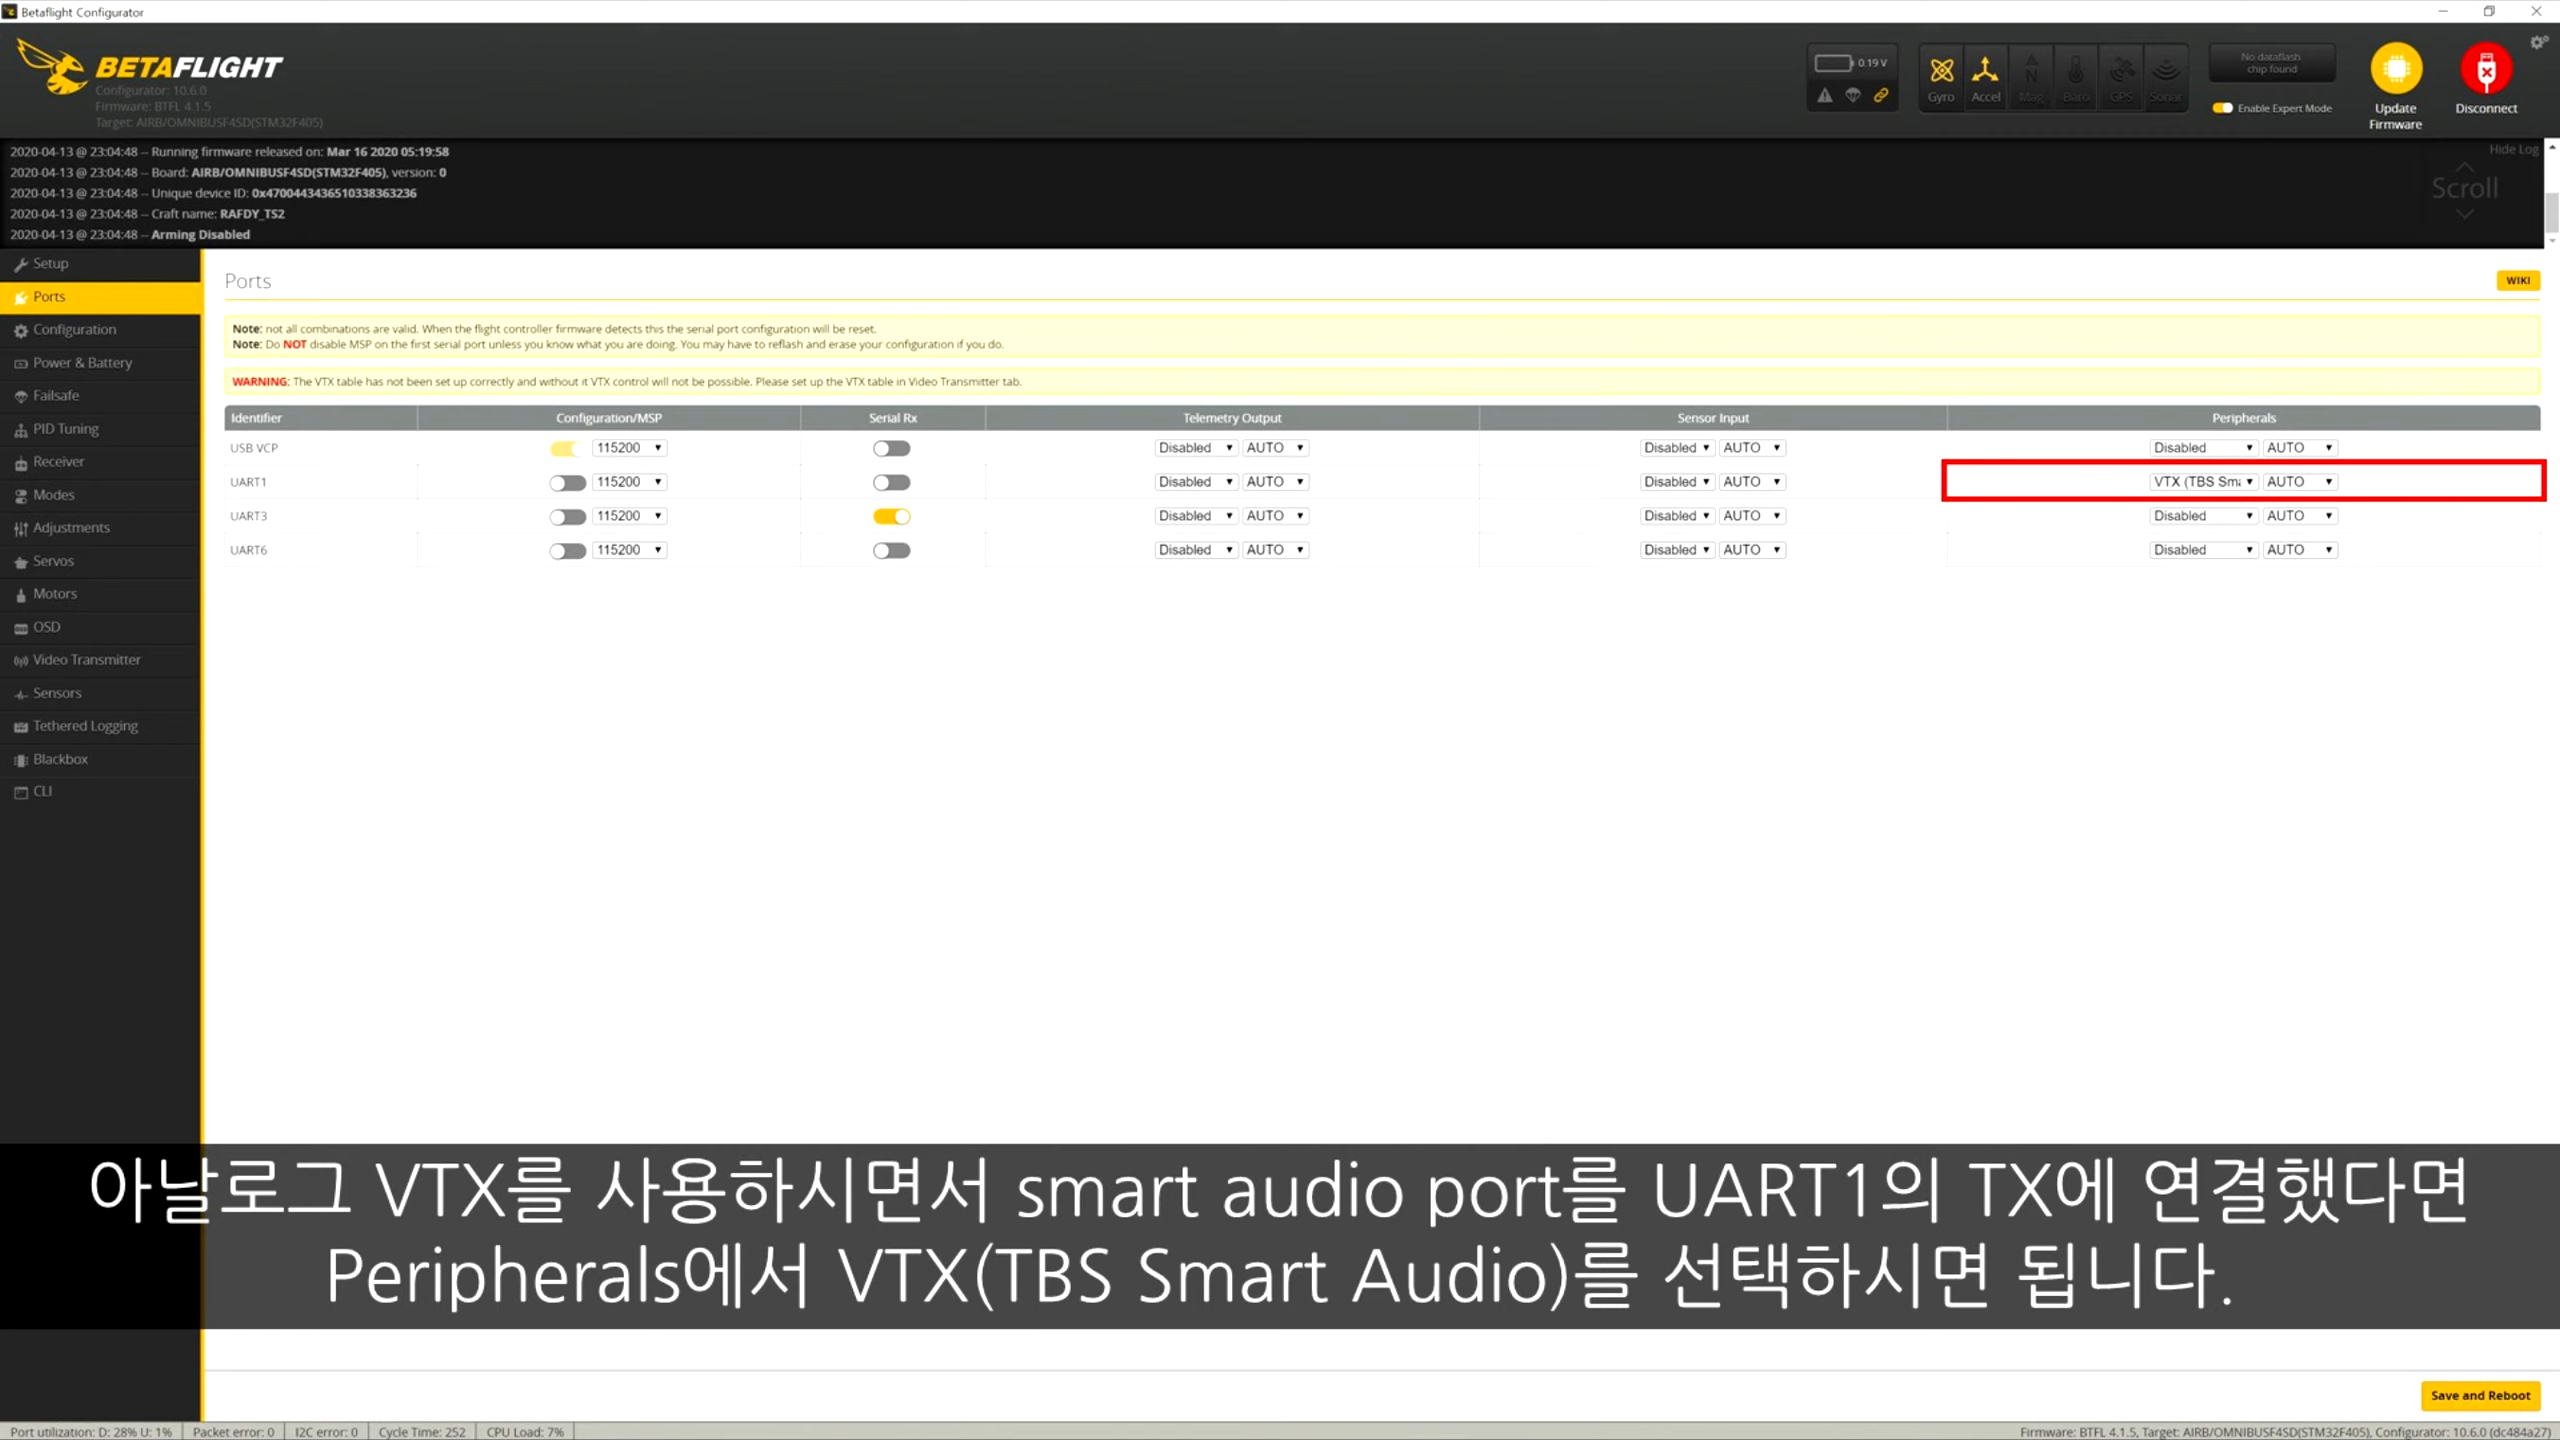 Betaflight Configurator
BETAFLIGHT
Configurator: 10.6.0
Firmware: BTFL 4.1.5
Target: AIRB/OMNIBUSF4SD(STM32F405)
0.19 V
Gyro Accel Mag Baro GPS Sonar
No dataflash
chip found
Enable Expert Mode
Update
Firmware
Disconnect
2020-04-13 @ 23:04:48 -- Running firmware released on: Mar 16 2020 05:19:58
2020-04-13 @ 23:04:48 -- Board: AIRB/OMNIBUSF4SD(STM32F405), version: 0
2020-04-13 @ 23:04:48 -- Unique device ID: 0x4700443436510338363236
2020-04-13 @ 23:04:48 -- Craft name: RAFDY_TS2
2020-04-13 @ 23:04:48 -- Arming Disabled
Hide Log
Scroll
Setup
Ports
Configuration
Power & Battery
Failsafe
PID Tuning
Receiver
Modes
Adjustments
Servos
Motors
OSD
Video Transmitter
Sensors
Tethered Logging
Blackbox
CLI
Ports
WIKI
Note: not all combinations are valid. When the flight controller firmware detects this the serial port configuration will be reset.
Note: Do NOT disable MSP on the first serial port unless you know what you are doing. You may have to reflash and erase your configuration if you do.
WARNING: The VTX table has not been set up correctly and without it VTX control will not be possible. Please set up the VTX table in Video Transmitter tab.
Identifier Configuration/MSP Serial Rx Telemetry Output Sensor Input Peripherals
USB VCP 115200 Disabled AUTO Disabled AUTO Disabled AUTO
UART1 115200 Disabled AUTO Disabled AUTO VTX (TBS Sma AUTO
UART3 115200 Disabled AUTO Disabled AUTO Disabled AUTO
UART6 115200 Disabled AUTO Disabled AUTO Disabled AUTO
아날로그 VTX를 사용하시면서 smart audio port를 UART1의 TX에 연결했다면
Peripherals에서 VTX(TBS Smart Audio)를 선택하시면 됩니다.
Save and Reboot
Port utilization: D: 28% U: 1% Packet error: 0 I2C error: 0 Cycle Time: 252 CPU Load: 7%
Firmware: BTFL 4.1.5, Target: AIRB/OMNIBUSF4SD(STM32F405), Configurator: 10.6.0 (dc484a27)